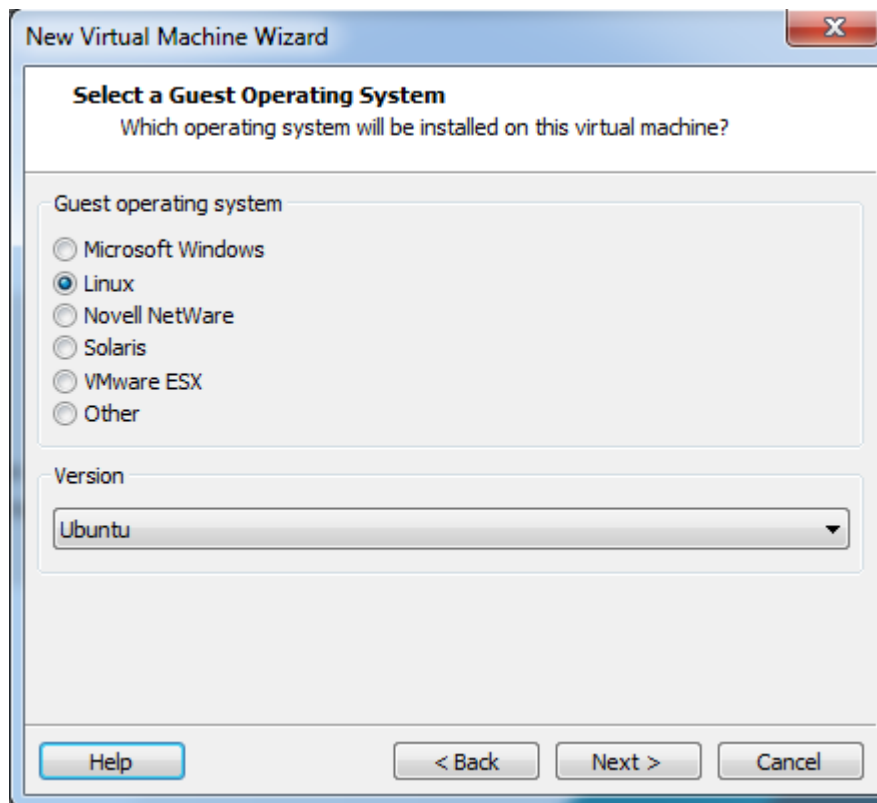 New Virtual Machine Wizard
Select a Guest Operating System
Which operating system will be installed on this virtual machine?
Guest operating system
Microsoft Windows
Linux
Novell NetWare
Solaris
VMware ESX
Other
Version
Ubuntu
Help
< Back
Next >
Cancel